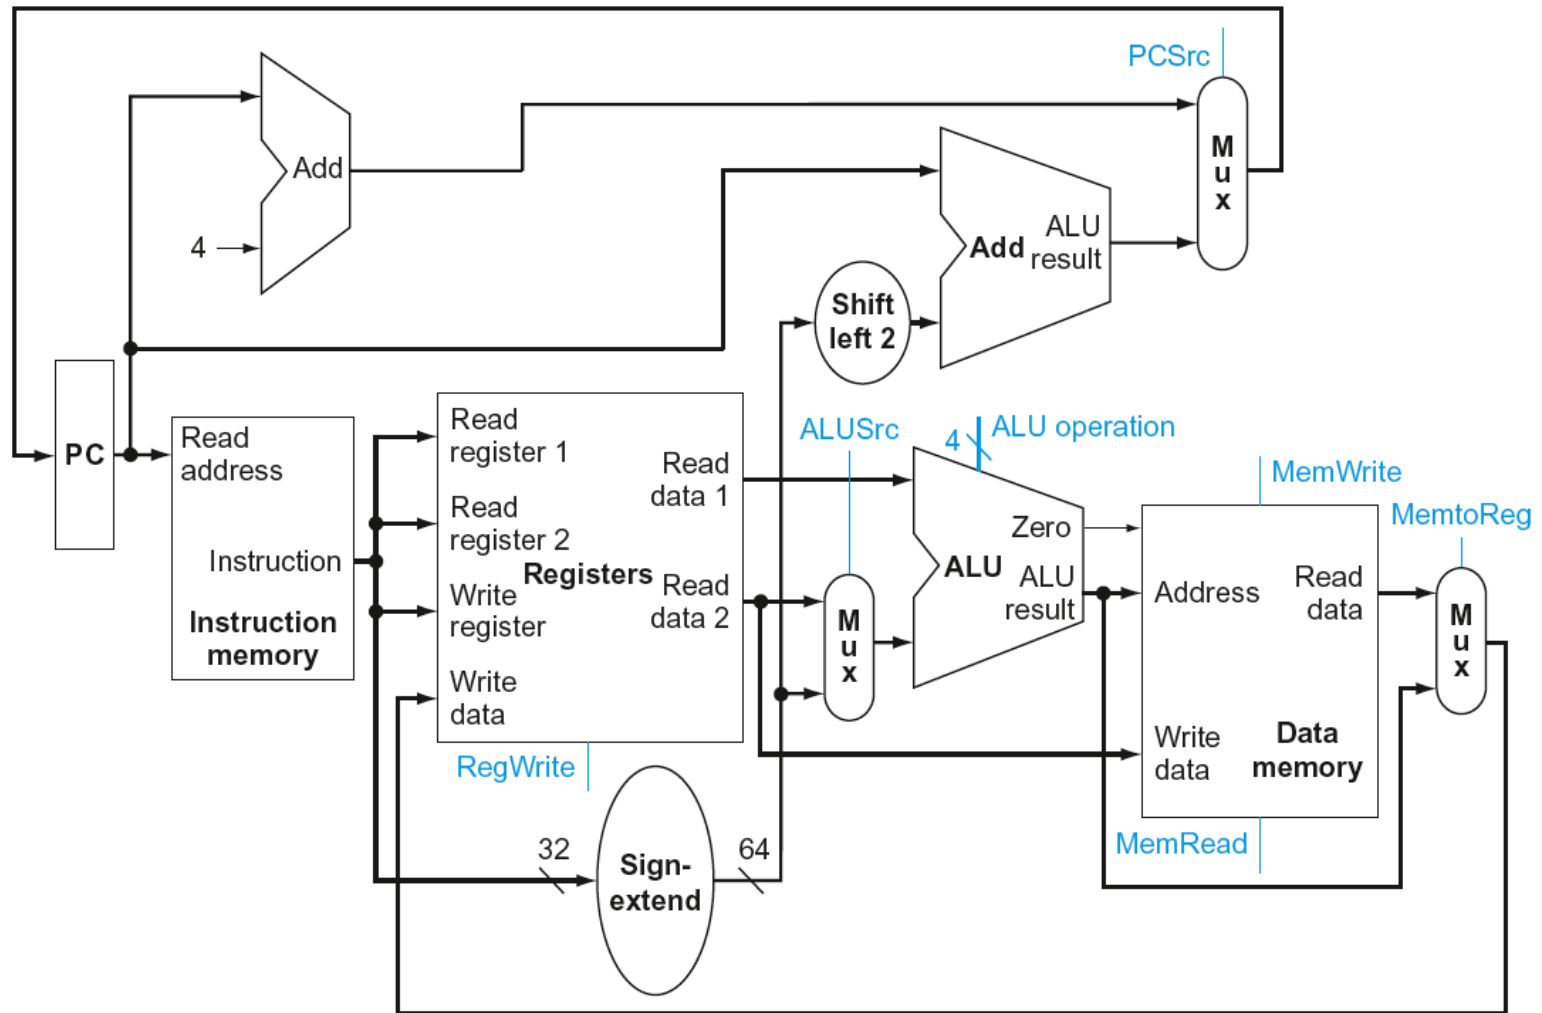 PCSrc
Add
4
M
u
x
Add
ALU
result
Shift
left 2
PC
Read
address
Instruction
Instruction
memory
Read
register 1
Read
register 2
Write
register
Write
data
Registers
Read
data 1
Read
data 2
RegWrite
ALUSrc
M
u
x
4
ALU operation
Zero
ALU
ALU
result
MemWrite
MemtoReg
Address
Read
data
Write
data
Data
memory
M
u
x
MemRead
32
Sign-
extend
64